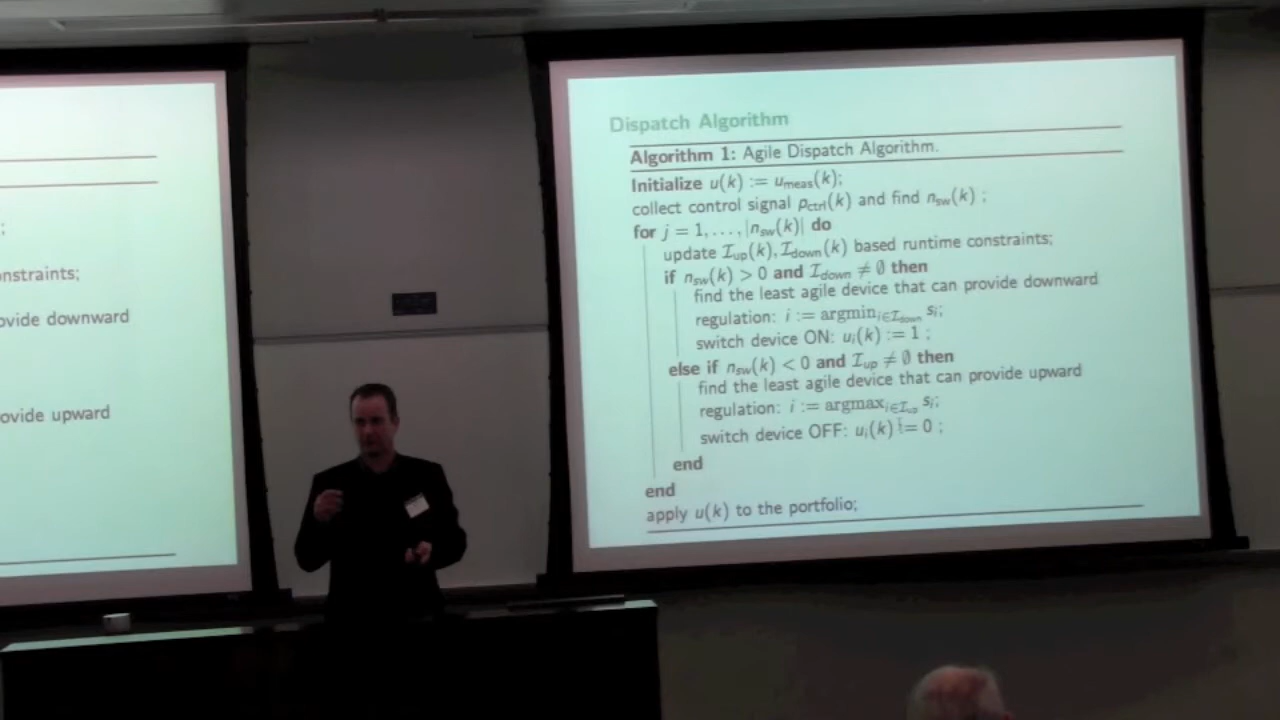 ;
nstraints;
ovide downward
ovide upward
Dispatch Algorithm
Algorithm 1: Agile Dispatch Algorithm.
Initialize u(k) := u_meas(k);
collect control signal p_ctrl(k) and find n_sw(k) ;
for j = 1, . . . , |n_sw(k)| do
update I_up(k), I_down(k) based runtime constraints;
if n_sw(k) > 0 and I_down ≠ ∅ then
find the least agile device that can provide downward
regulation: i := argmin_{i∈I_down} s_i;
switch device ON: u_i(k) := 1 ;
else if n_sw(k) < 0 and I_up ≠ ∅ then
find the least agile device that can provide upward
regulation: i := argmax_{i∈I_up} s_i;
switch device OFF: u_i(k) := 0 ;
end
end
apply u(k) to the portfolio;